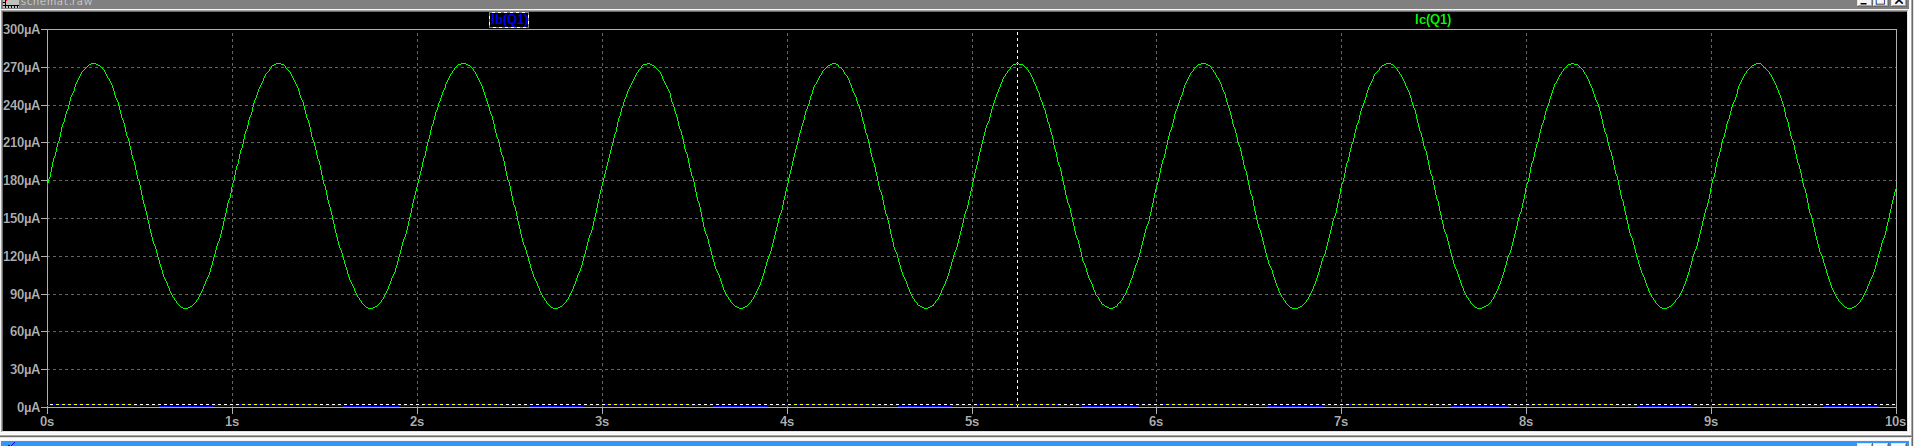 schemat.raw
Ib(Q1) Ic(Q1)
300µA
270µA
240µA
210µA
180µA
150µA
120µA
90µA
60µA
30µA
0µA
0s 1s 2s 3s 4s 5s 6s 7s 8s 9s 10s